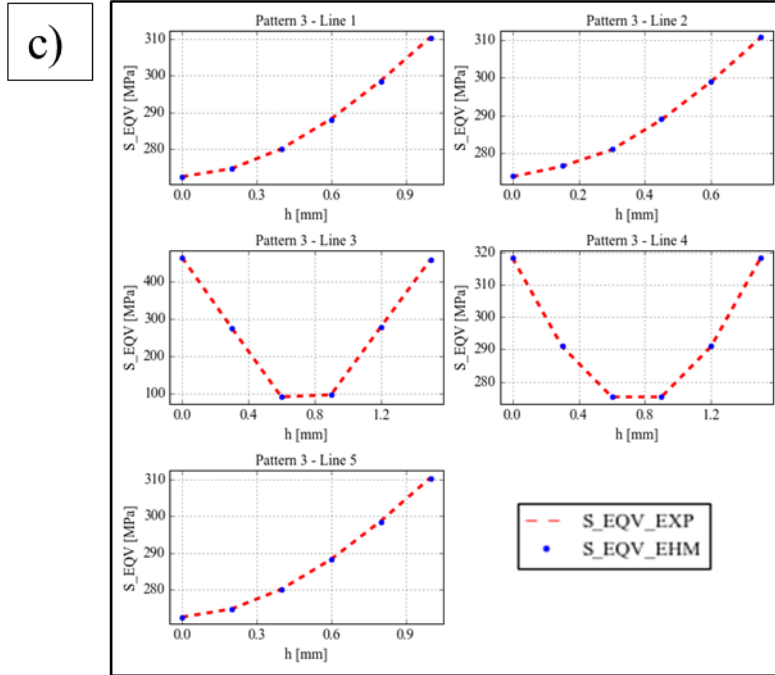 c)
Pattern 3 - Line 1
S_EQV [MPa]
310
300
290
280
0.0 0.3 0.6 0.9
h [mm]
Pattern 3 - Line 2
S_EQV [MPa]
310
300
290
280
0.0 0.2 0.4 0.6
h [mm]
Pattern 3 - Line 3
S_EQV [MPa]
400
300
200
100
0.0 0.4 0.8 1.2
h [mm]
Pattern 3 - Line 4
S_EQV [MPa]
320
310
300
290
280
0.0 0.4 0.8 1.2
h [mm]
Pattern 3 - Line 5
S_EQV [MPa]
310
300
290
280
0.0 0.3 0.6 0.9
h [mm]
S_EQV_EXP
S_EQV_EHM